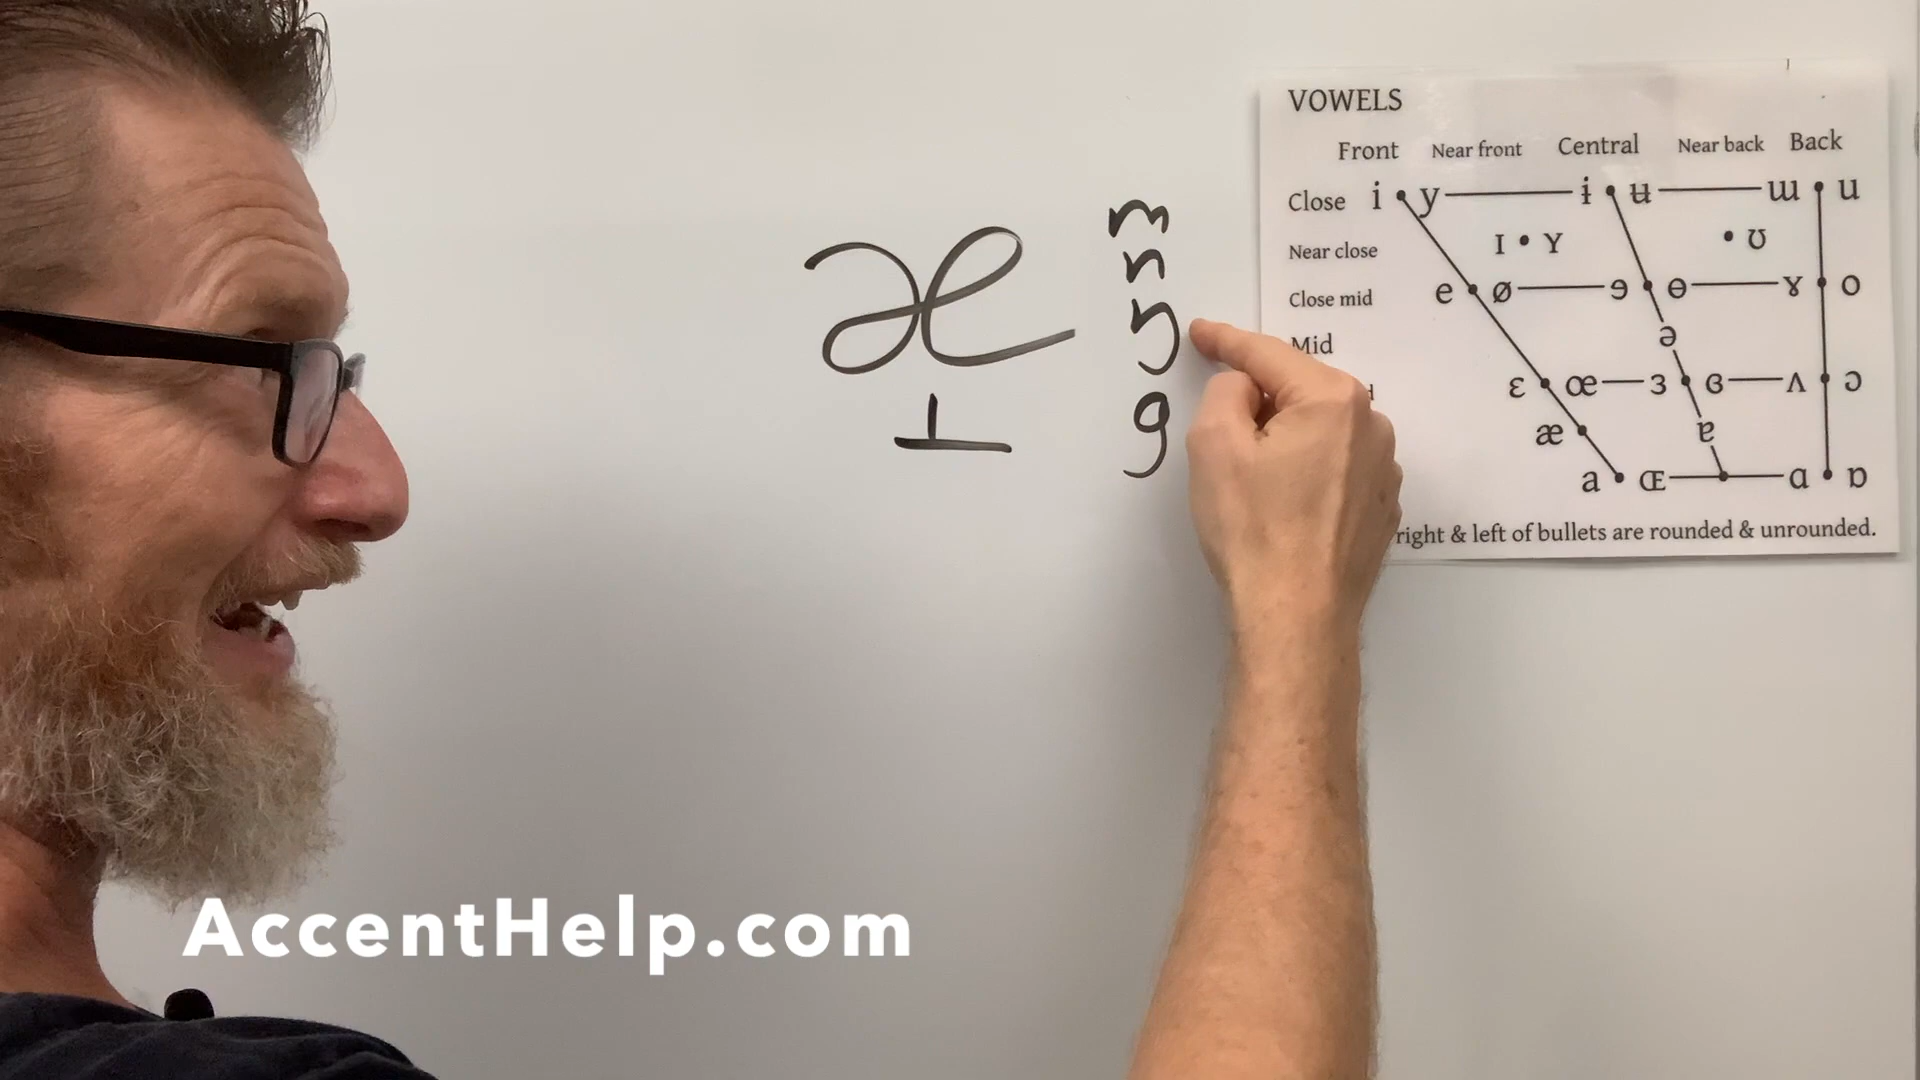 æ̝
m
n
ŋ
g
VOWELS
Front Near front Central Near back Back
Close i y ɨ ʉ ɯ u
Near close ɪ ʏ ʊ
Close mid e ø ɘ ɵ ɤ o
Mid ə
ɛ œ ɜ ɞ ʌ ɔ
æ ɐ
a ɶ ɑ ɒ
right & left of bullets are rounded & unrounded.
AccentHelp.com